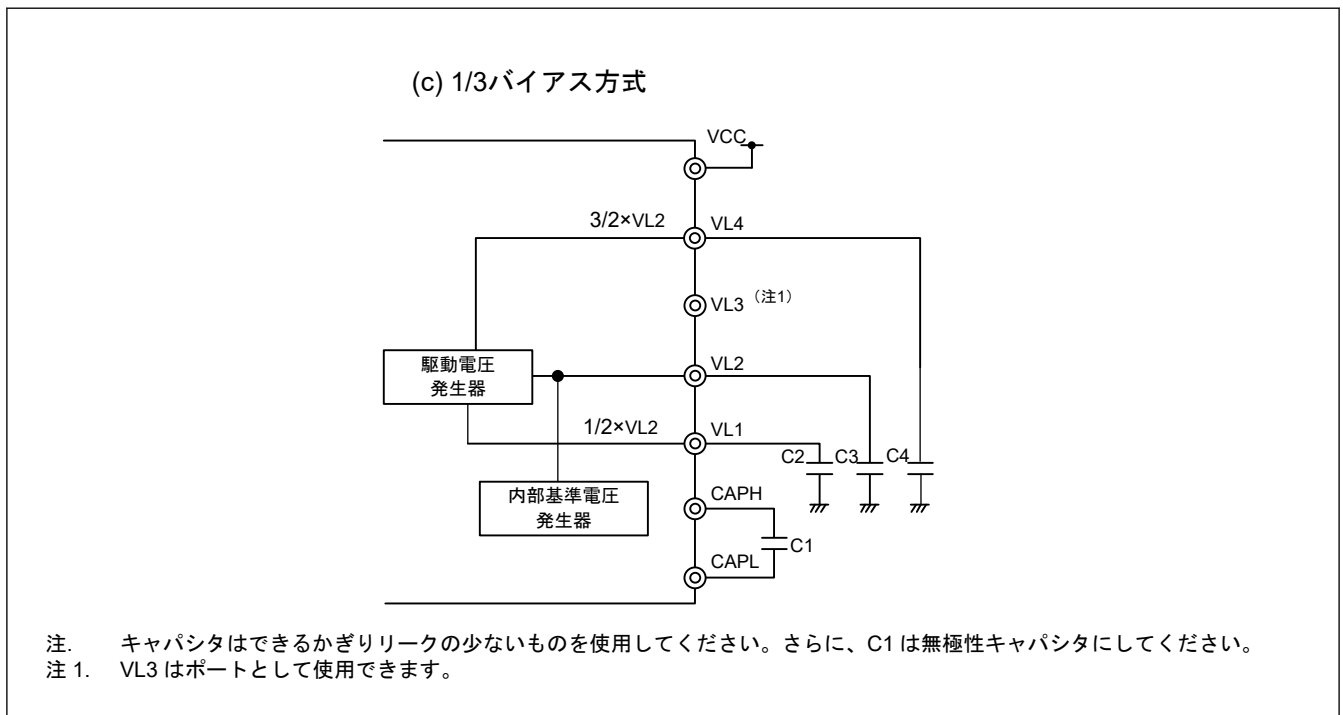 (c) 1/3バイアス方式
VCC
3/2×VL2
VL4
VL3 （注1）
駆動電圧
発生器
VL2
1/2×VL2
VL1
C2
C3
C4
内部基準電圧
発生器
CAPH
C1
CAPL
注. キャパシタはできるかぎりリークの少ないものを使用してください。さらに、C1 は無極性キャパシタにしてください。
注 1. VL3 はポートとして使用できます。